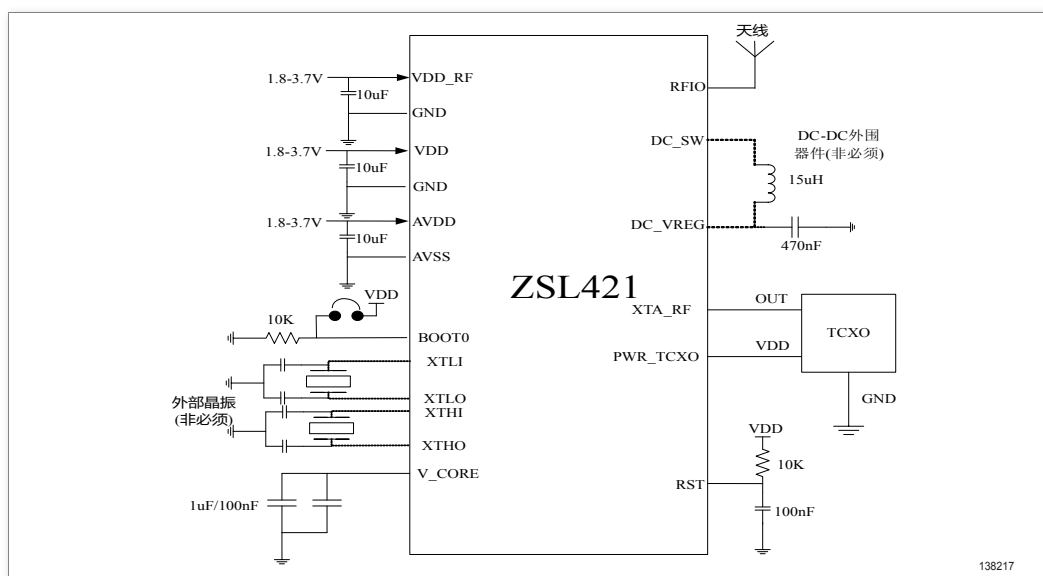 天线
1.8-3.7V
VDD_RF
10uF
GND
1.8-3.7V
VDD
10uF
GND
1.8-3.7V
AVDD
10uF
AVSS
VDD
10K
BOOT0
XTLI
XTLO
外部晶振
(非必须)
XTHI
XTHO
V_CORE
1uF/100nF
ZSL421
RFIO
DC_SW
DC-DC外围
器件(非必须)
15uH
DC_VREG
470nF
XTA_RF
OUT
TCXO
PWR_TCXO
VDD
GND
VDD
10K
RST
100nF
138217